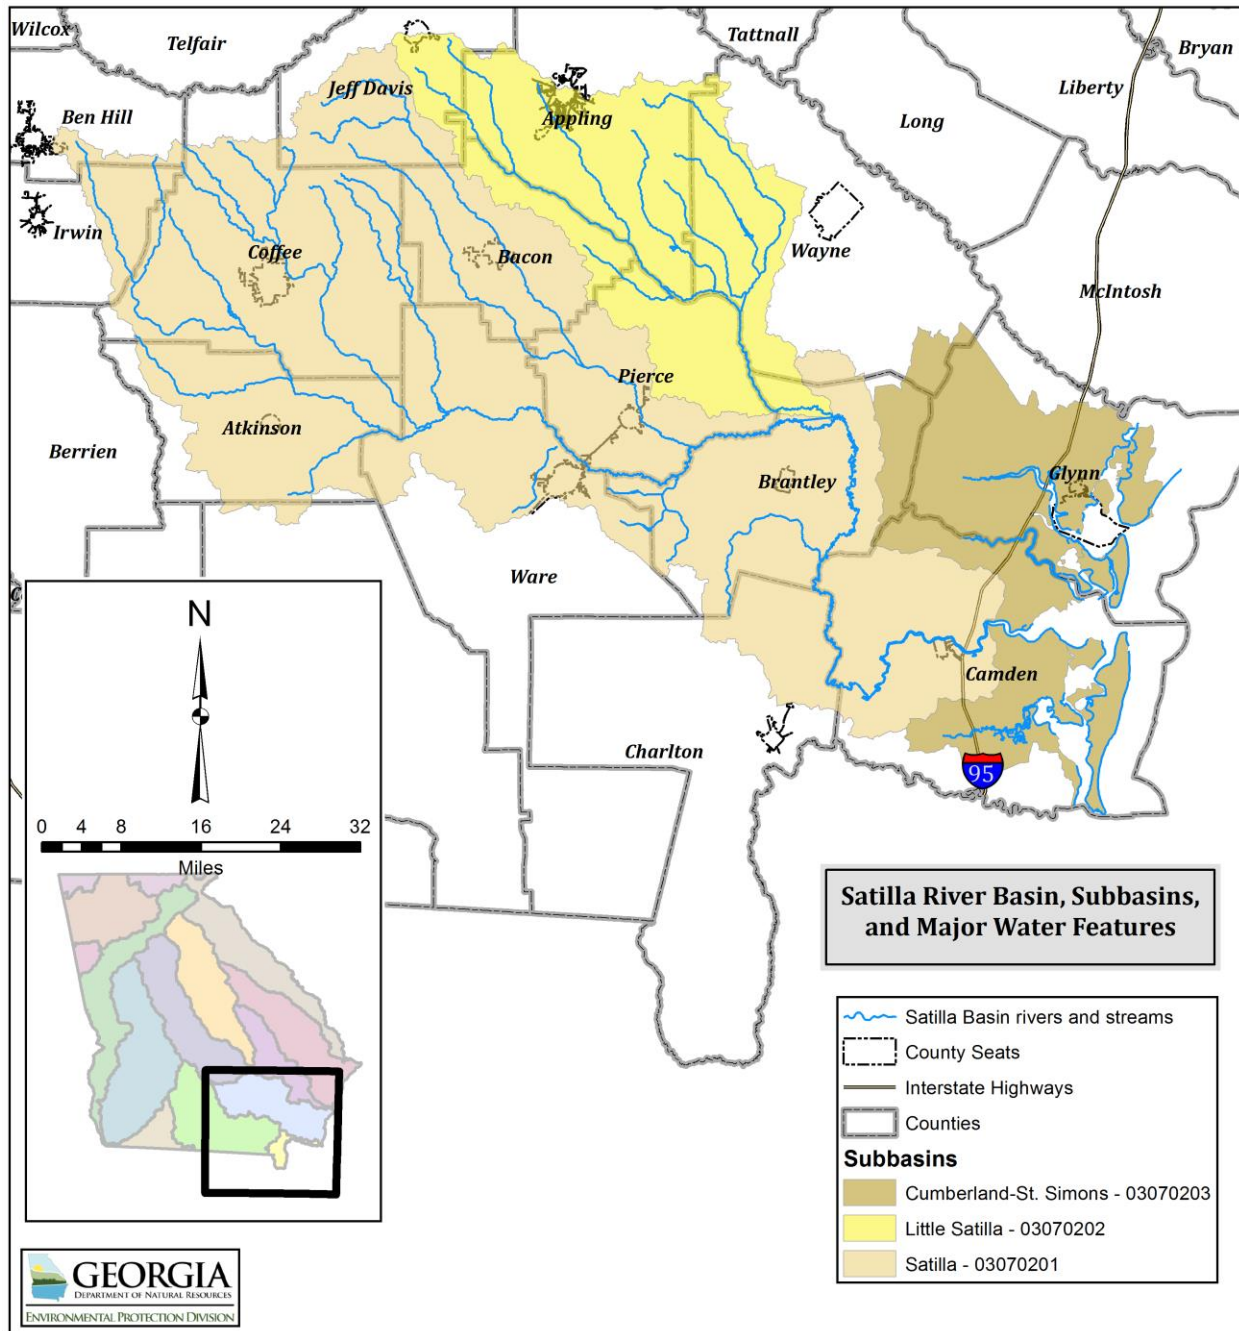 Wilcox
Telfair
Tattnall
Bryan
Jeff Davis
Liberty
Ben Hill
Appling
Long
Irwin
Coffee
Bacon
Wayne
McIntosh
Pierce
Atkinson
Berrien
Brantley
Glynn
Ware
Camden
Charlton
95
N
0 4 8 16 24 32
Miles
Satilla River Basin, Subbasins,
and Major Water Features
Satilla Basin rivers and streams
County Seats
Interstate Highways
Counties
Subbasins
Cumberland-St. Simons - 03070203
Little Satilla - 03070202
Satilla - 03070201
GEORGIA
DEPARTMENT OF NATURAL RESOURCES
ENVIRONMENTAL PROTECTION DIVISION